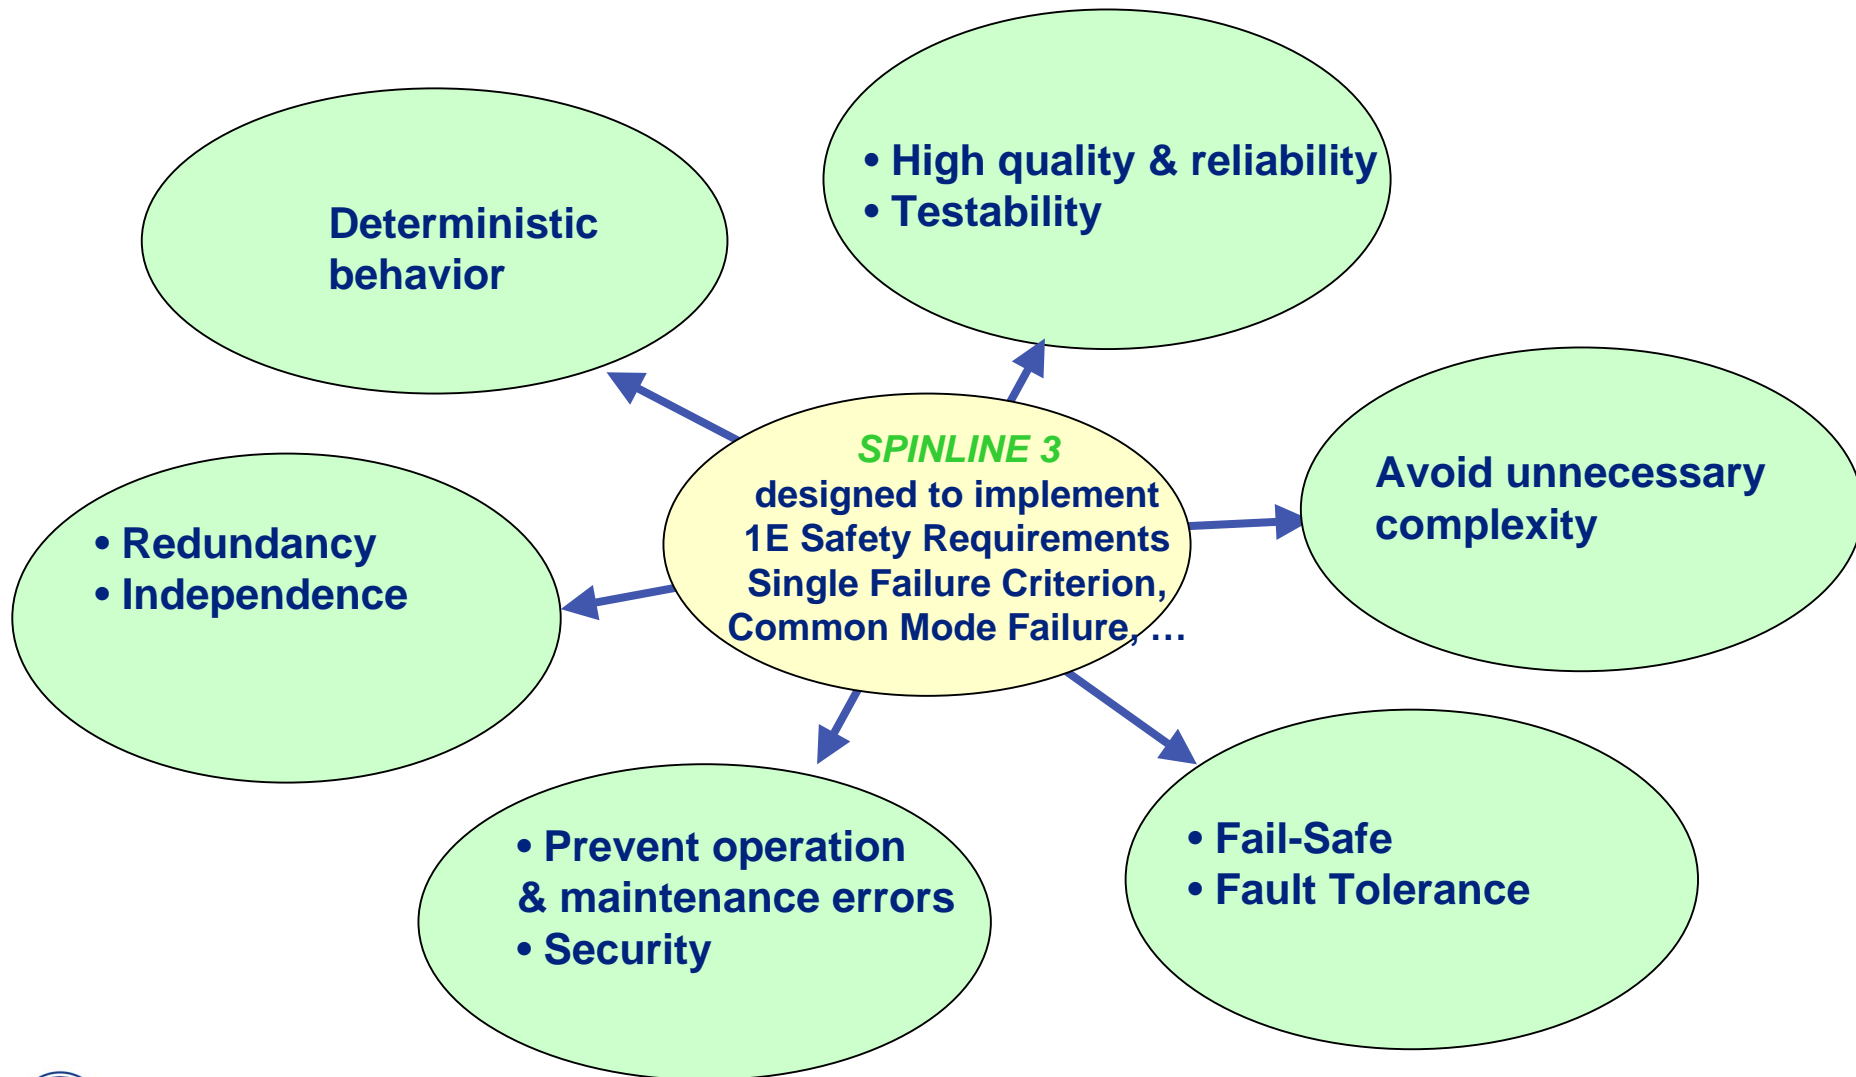 Deterministic
behavior
• High quality & reliability
• Testability
SPINLINE 3
designed to implement
1E Safety Requirements
Single Failure Criterion,
Common Mode Failure, …
Avoid unnecessary
complexity
• Redundancy
• Independence
• Prevent operation
& maintenance errors
• Security
• Fail-Safe
• Fault Tolerance